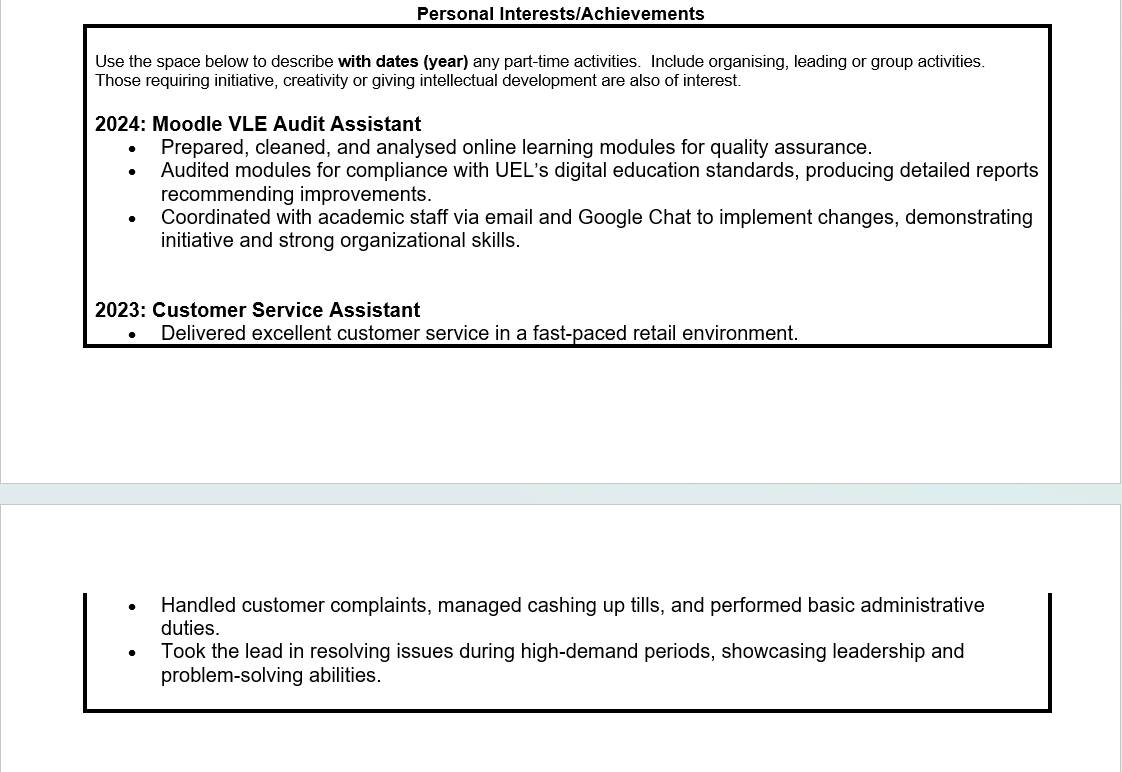 Personal Interests/Achievements
Use the space below to describe with dates (year) any part-time activities.  Include organising, leading or group activities.
Those requiring initiative, creativity or giving intellectual development are also of interest.
2024: Moodle VLE Audit Assistant
• Prepared, cleaned, and analysed online learning modules for quality assurance.
• Audited modules for compliance with UEL’s digital education standards, producing detailed reports
recommending improvements.
• Coordinated with academic staff via email and Google Chat to implement changes, demonstrating
initiative and strong organizational skills.
2023: Customer Service Assistant
• Delivered excellent customer service in a fast-paced retail environment.
• Handled customer complaints, managed cashing up tills, and performed basic administrative
duties.
• Took the lead in resolving issues during high-demand periods, showcasing leadership and
problem-solving abilities.